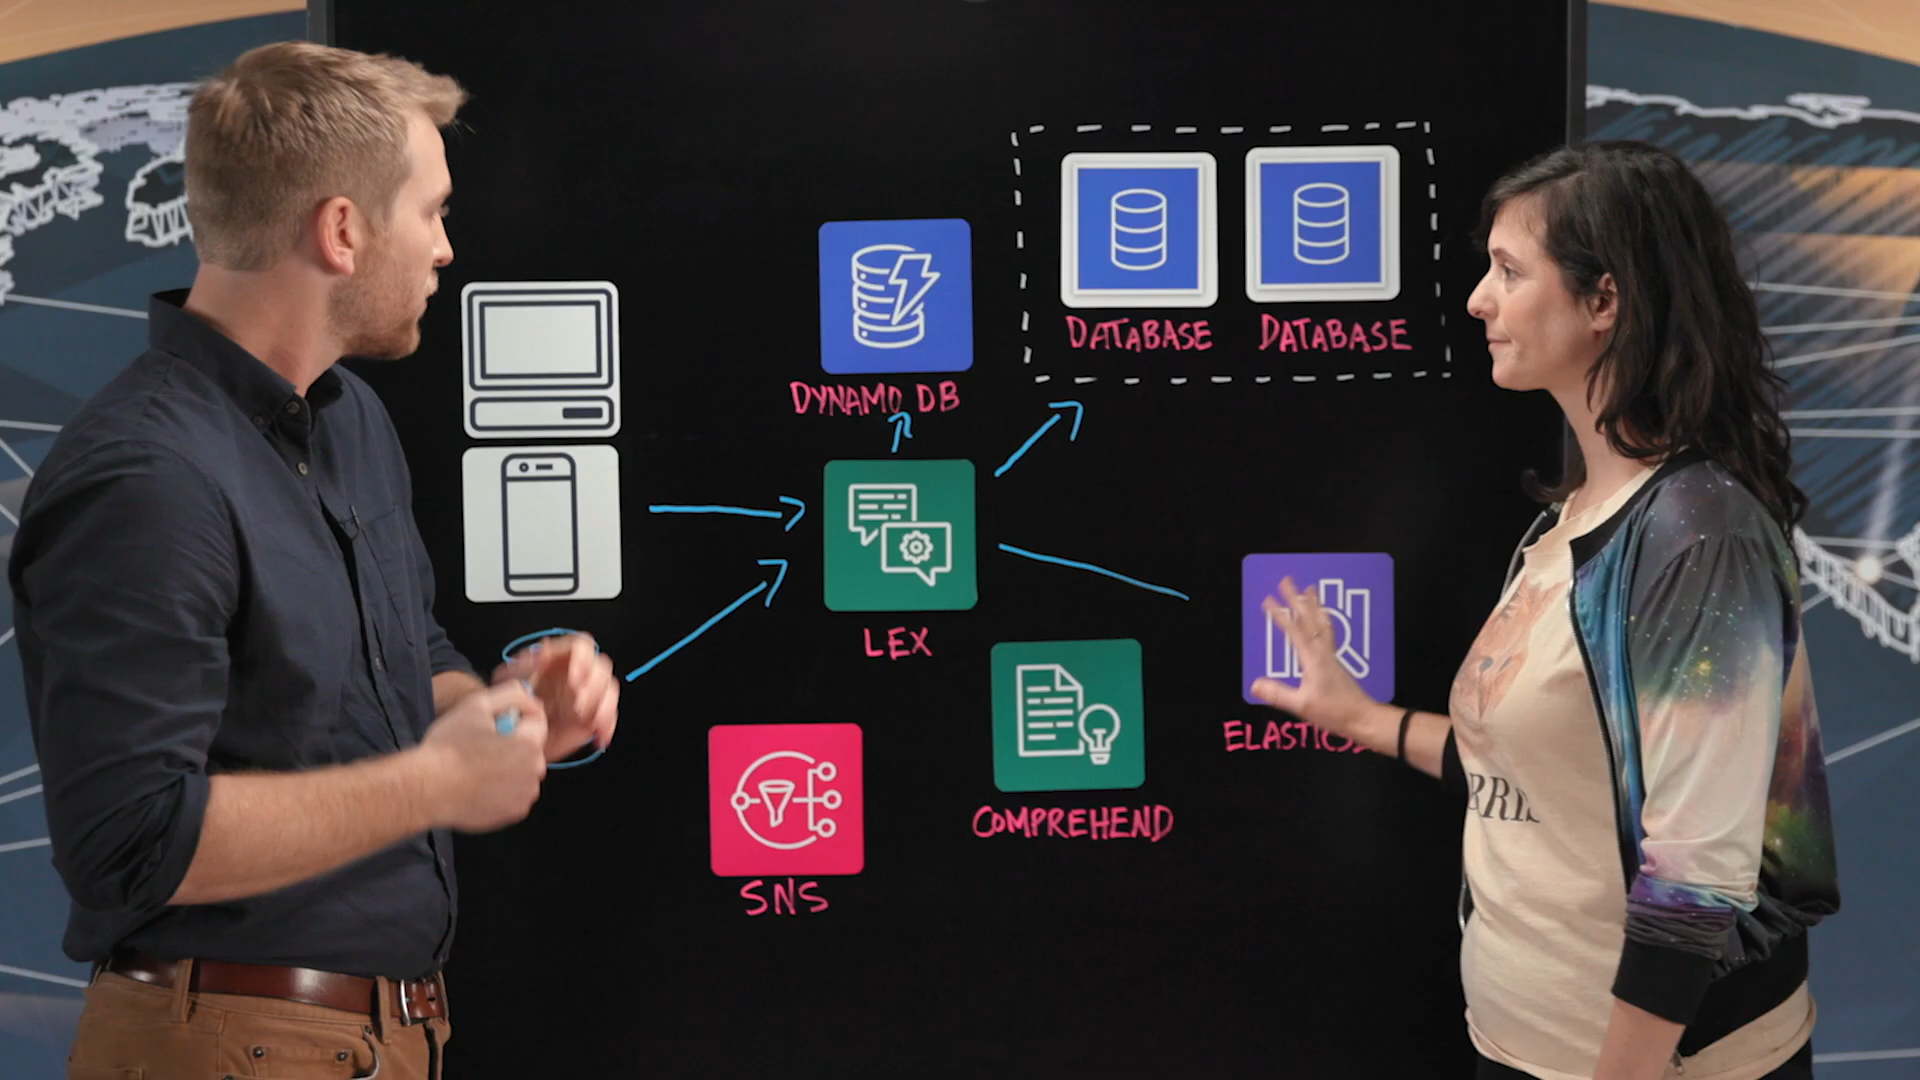 DATABASE
DATABASE
DYNAMO DB
LEX
COMPREHEND
SNS